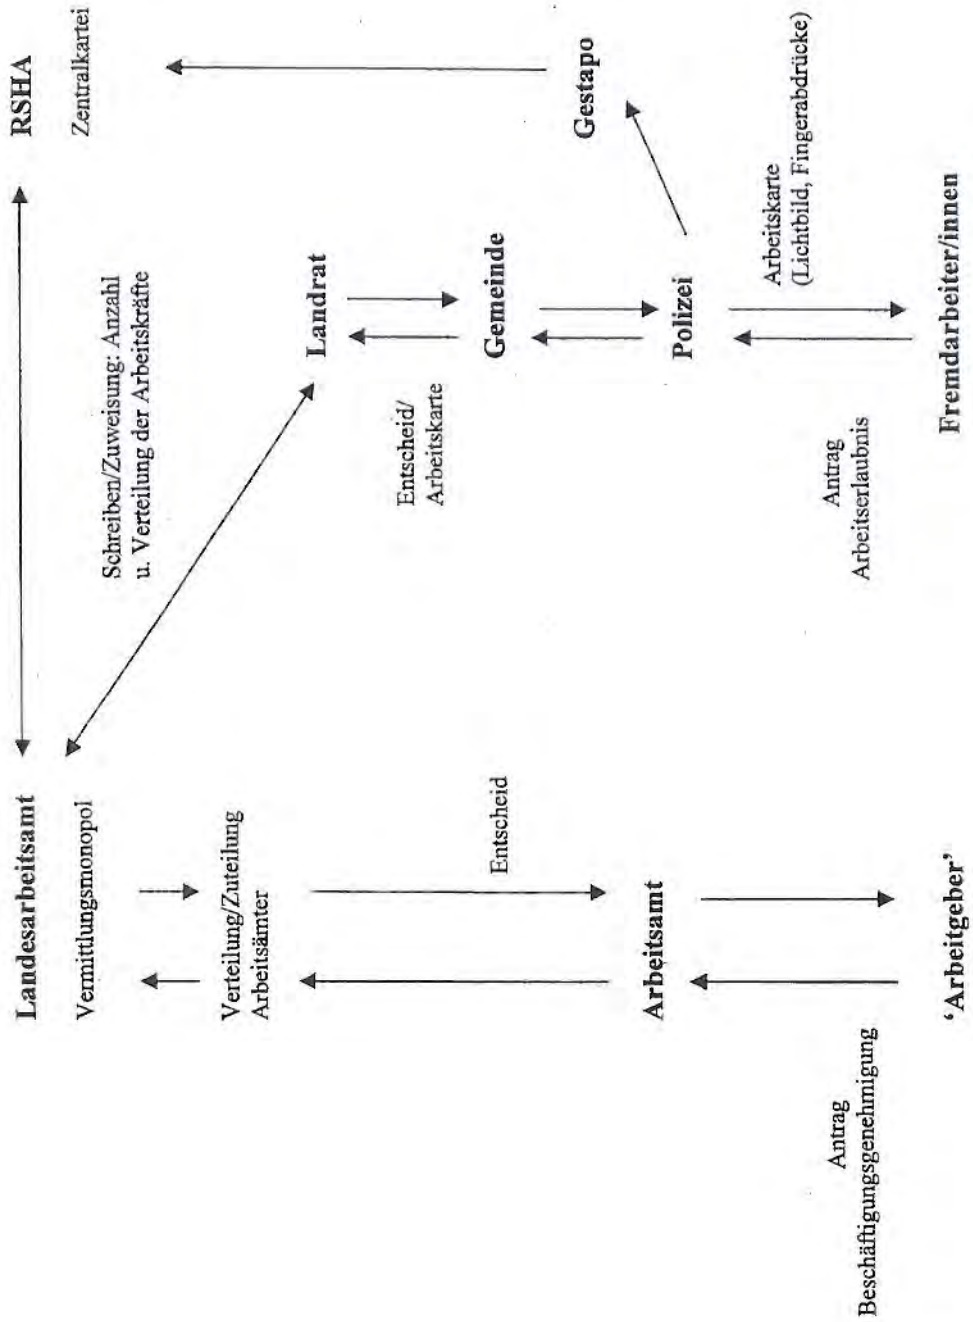 Landesarbeitsamt
Vermittlungsmonopol
Verteilung/Zuteilung
Arbeitsämter
Entscheid
Arbeitsamt
Antrag
Beschäftigungsgenehmigung
‘Arbeitgeber’
RSHA
Zentralkartei
Schreiben/Zuweisung: Anzahl
u. Verteilung der Arbeitskräfte
Landrat
Entscheid/
Arbeitskarte
Gemeinde
Gestapo
Polizei
Antrag
Arbeitserlaubnis
Arbeitskarte
(Lichtbild, Fingerabdrücke)
Fremdarbeiter/innen